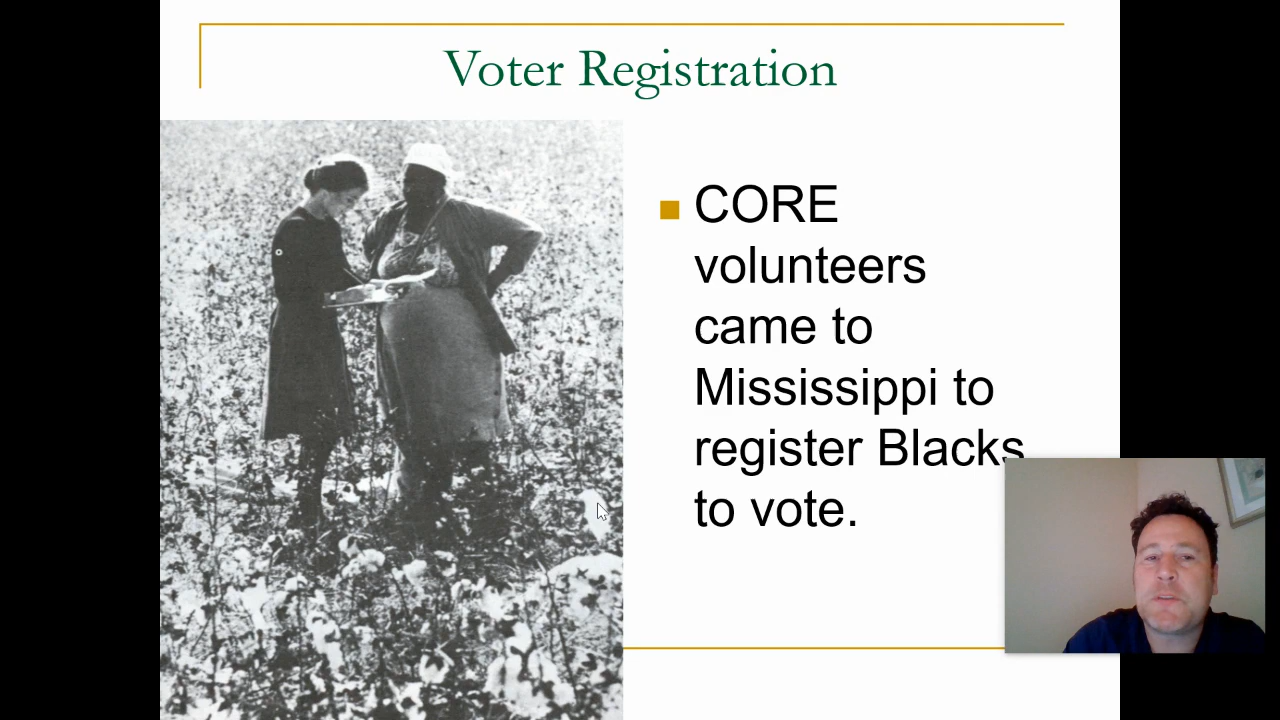 Voter Registration
CORE
volunteers
came to
Mississippi to
register Blacks
to vote.